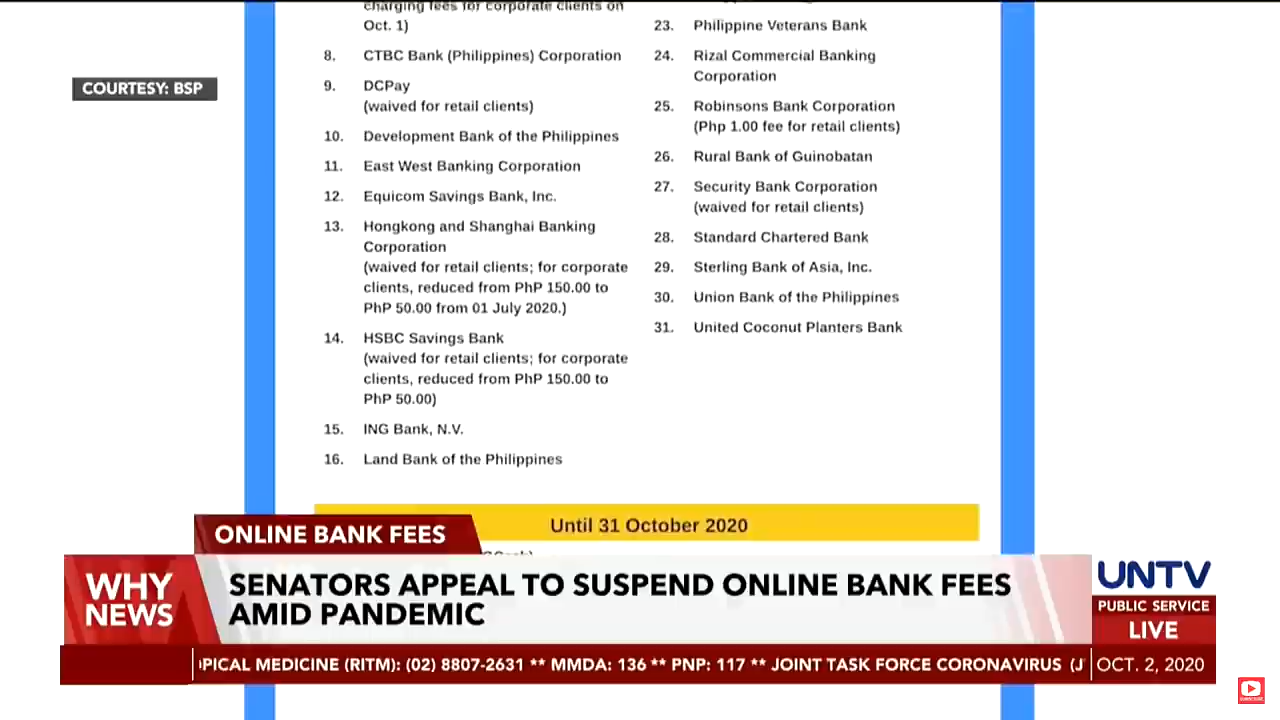 charging fees for corporate clients on
Oct. 1)
8. CTBC Bank (Philippines) Corporation
9. DCPay
(waived for retail clients)
10. Development Bank of the Philippines
11. East West Banking Corporation
12. Equicom Savings Bank, Inc.
13. Hongkong and Shanghai Banking
Corporation
(waived for retail clients; for corporate
clients, reduced from PhP 150.00 to
PhP 50.00 from 01 July 2020.)
14. HSBC Savings Bank
(waived for retail clients; for corporate
clients, reduced from PhP 150.00 to
PhP 50.00)
15. ING Bank, N.V.
16. Land Bank of the Philippines
23. Philippine Veterans Bank
24. Rizal Commercial Banking
Corporation
25. Robinsons Bank Corporation
(Php 1.00 fee for retail clients)
26. Rural Bank of Guinobatan
27. Security Bank Corporation
(waived for retail clients)
28. Standard Chartered Bank
29. Sterling Bank of Asia, Inc.
30. Union Bank of the Philippines
31. United Coconut Planters Bank
COURTESY: BSP
Until 31 October 2020
ONLINE BANK FEES
WHY
NEWS
SENATORS APPEAL TO SUSPEND ONLINE BANK FEES
AMID PANDEMIC
UNTV
PUBLIC SERVICE
LIVE
PICAL MEDICINE (RITM): (02) 8807-2631 ** MMDA: 136 ** PNP: 117 ** JOINT TASK FORCE CORONAVIRUS (J
OCT. 2, 2020
SUBSCRIBE